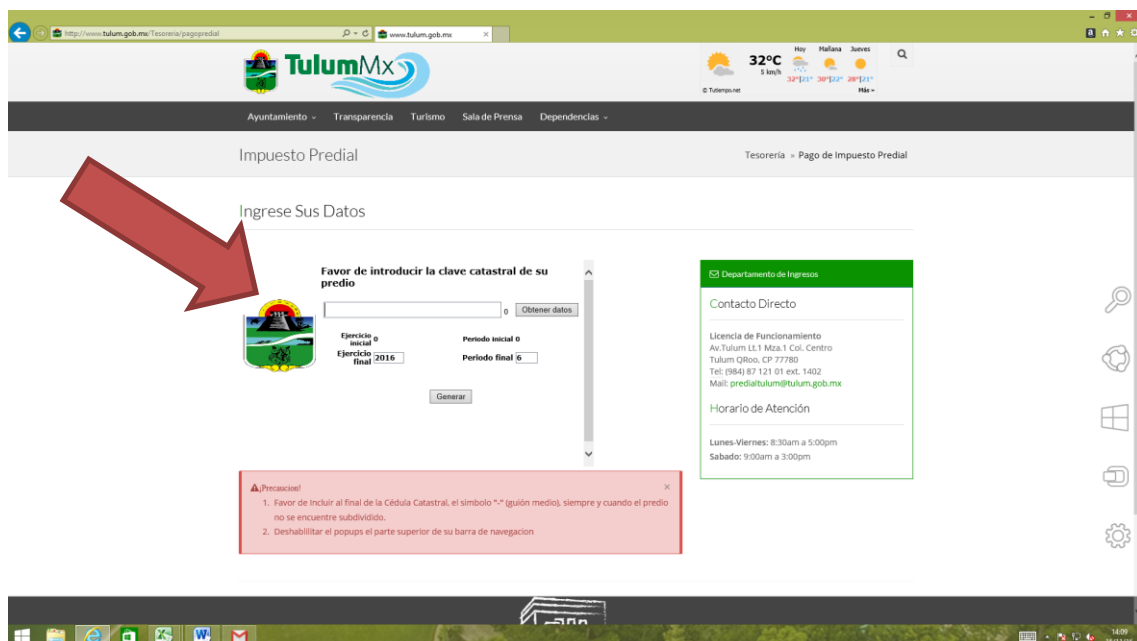 http://www.tulum.gob.mx/Tesoreria/pagopredial
www.tulum.gob.mx
TulumMx
32ºC
5 km/h
Hoy Mañana Jueves
32°|21° 30°|22° 28°|21°
© Tutiempo.net Más »
Ayuntamiento Transparencia Turismo Sala de Prensa Dependencias
Impuesto Predial
Tesorería » Pago de Impuesto Predial
Ingrese Sus Datos
Favor de introducir la clave catastral de su
predio
0 Obtener datos
Ejercicio inicial 0 Periodo inicial 0
Ejercicio final 2016 Periodo final 6
Generar
Departamento de Ingresos
Contacto Directo
Licencia de Funcionamiento
Av.Tulum Lt.1 Mza.1 Col. Centro
Tulum QRoo, CP 77780
Tel: (984) 87 121 01 ext. 1402
Mail: predialtulum@tulum.gob.mx
Horario de Atención
Lunes-Viernes: 8:30am a 5:00pm
Sabado: 9:00am a 3:00pm
¡Precaucion!
1. Favor de Incluir al final de la Cédula Catastral, el simbolo "-" (guión medio), siempre y cuando el predio
no se encuentre subdividido.
2. Deshablilitar el popups el parte superior de su barra de navegacion
14:09